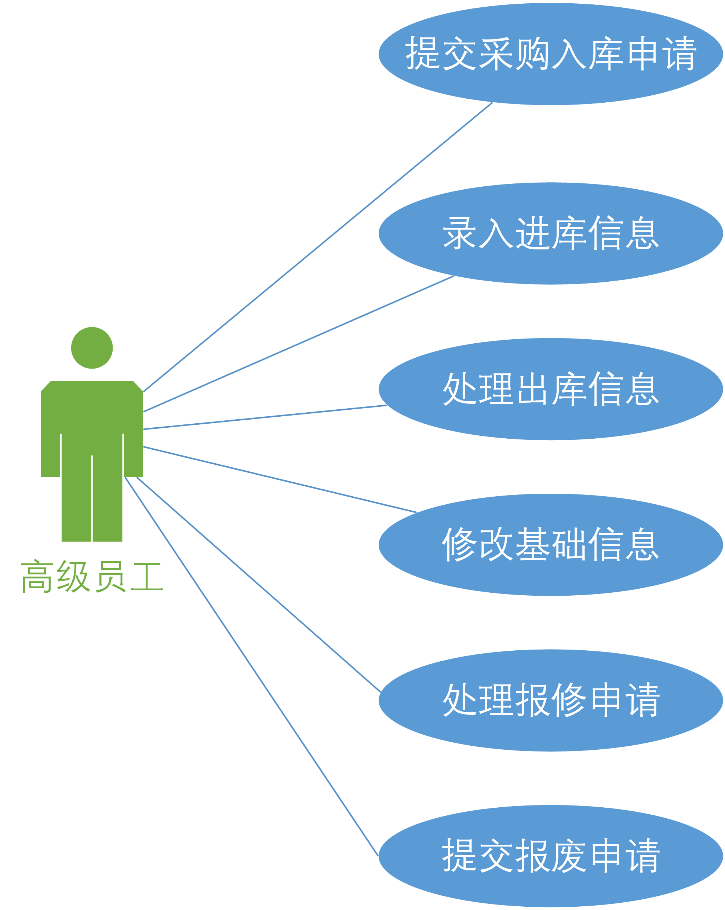 提交采购入库申请
录入进库信息
处理出库信息
修改基础信息
高级员工
处理报修申请
提交报废申请